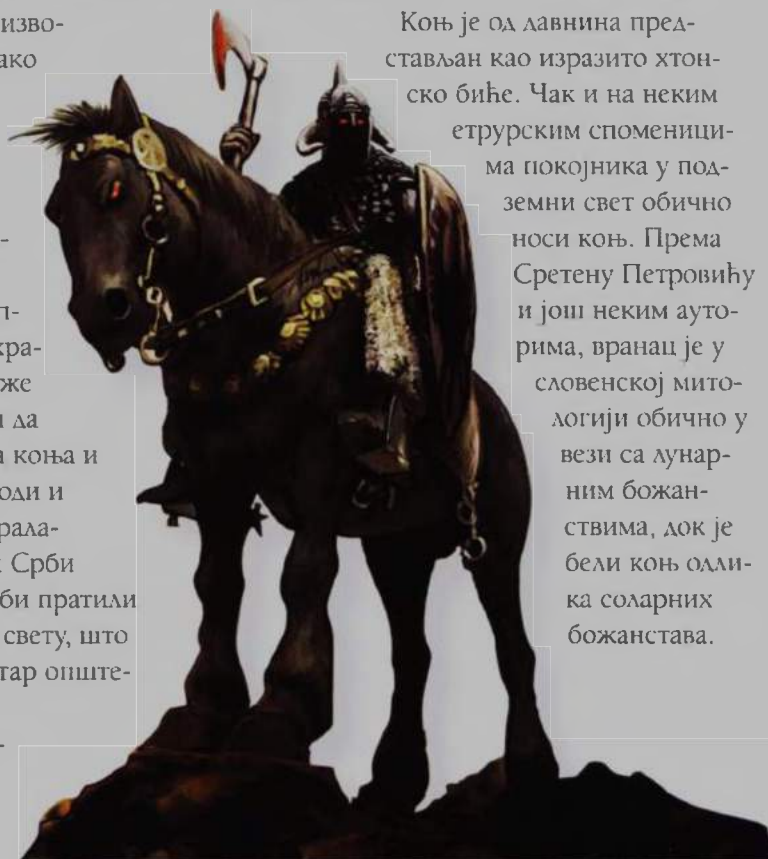 изво-
ако
-
п-
кра-
же
и да
а коња и
оди и
рала-
к Срби
би пратили
свету, што
тар опште-
-
Коњ је од давнина пред-
стављан као изразито хтон-
ско биће. Чак и на неким
етрурским споменици-
ма покојника у под-
земни свет обично
носи коњ. Према
Сретену Петровићу
и још неким ауто-
рима, вранац је у
словенској мито-
логији обично у
вези са лунар-
ним божан-
ствима, док је
бели коњ одли-
ка соларних
божанстава.